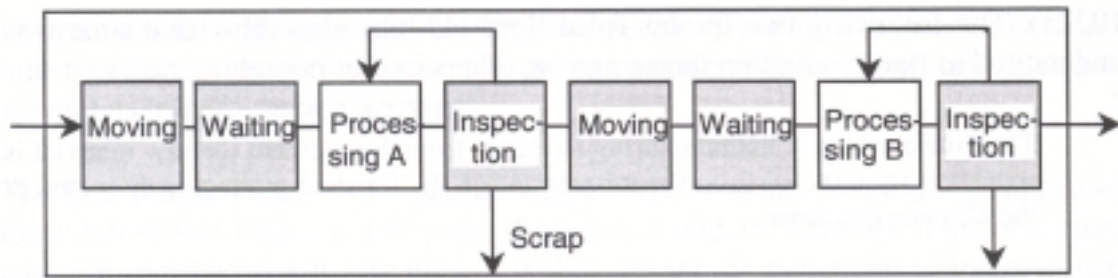 Moving
Waiting
Proces-
sing A
Inspec-
tion
Moving
Waiting
Proces-
sing B
Inspec-
tion
Scrap